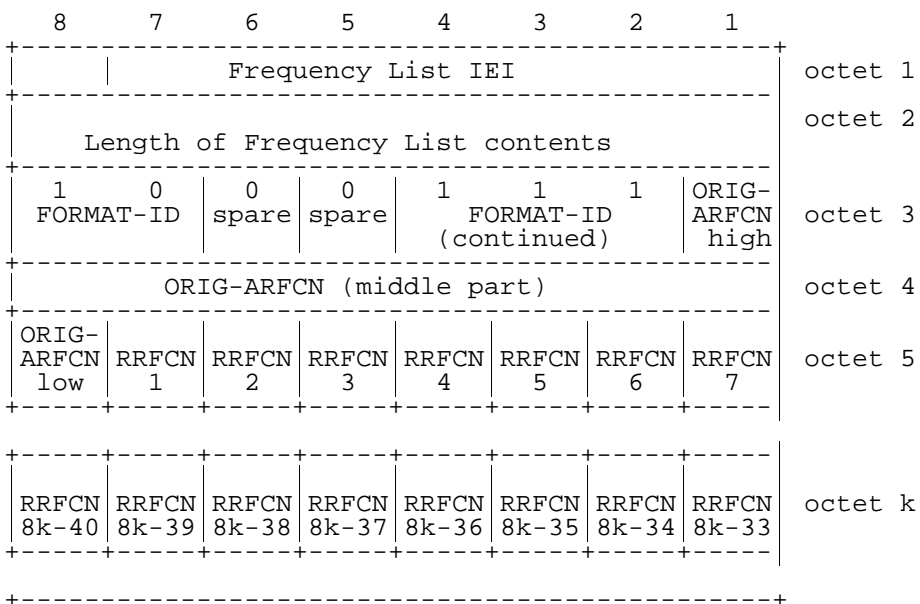 8 7 6 5 4 3 2 1
+-----------------------------------------------+
| | Frequency List IEI | octet 1
+-----------------------------------------------
| | octet 2
Length of Frequency List contents
+-----------------------------------------------
| 1 0 | 0 | 0 | 1 1 1 |ORIG-|
FORMAT-ID |spare|spare| FORMAT-ID |ARFCN| octet 3
| | | (continued) | high|
+-----------------------------------------------
| ORIG-ARFCN (middle part) | octet 4
+-----------------------------------------------
|ORIG-| | | | | | | |
|ARFCN|RRFCN|RRFCN|RRFCN|RRFCN|RRFCN|RRFCN|RRFCN| octet 5
| low | 1 | 2 | 3 | 4 | 5 | 6 | 7 |
+-----+-----+-----+-----+-----+-----+-----+-----
+-----+-----+-----+-----+-----+-----+-----+-----
|RRFCN|RRFCN|RRFCN|RRFCN|RRFCN|RRFCN|RRFCN|RRFCN| octet k
|8k-40|8k-39|8k-38|8k-37|8k-36|8k-35|8k-34|8k-33|
+-----+-----+-----+-----+-----+-----+-----+-----
+-----------------------------------------------+